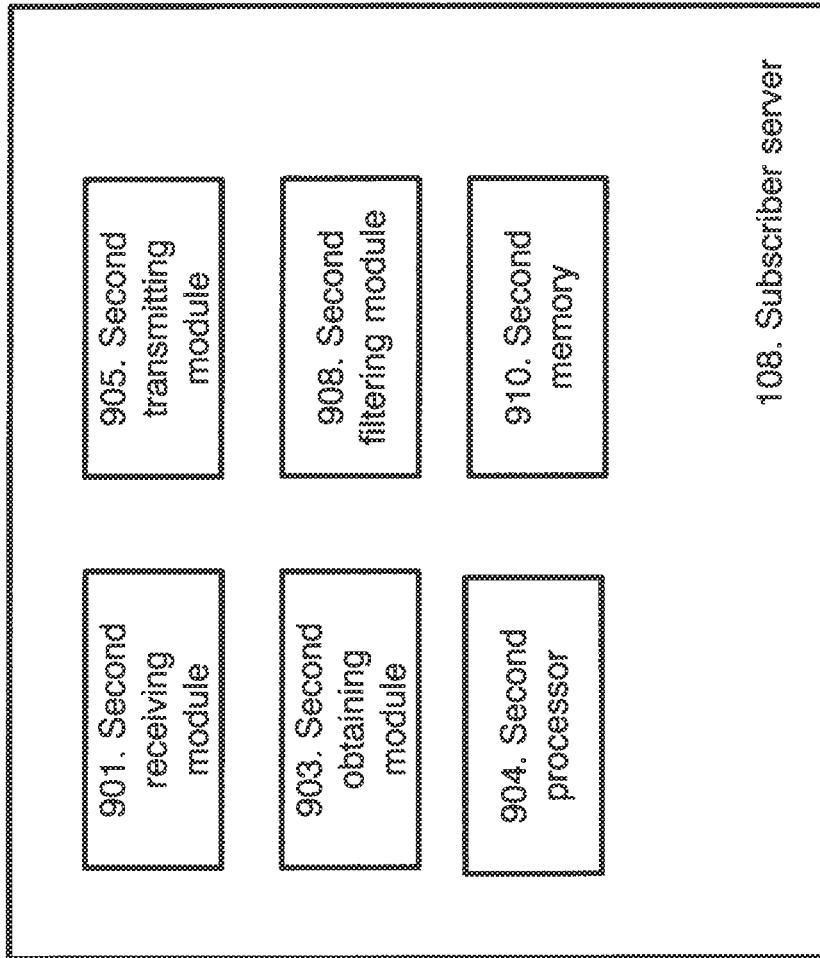 901. Second
receiving
module
905. Second
transmitting
module
903. Second
obtaining
module
908. Second
filtering module
904. Second
processor
910. Second
memory
108. Subscriber server